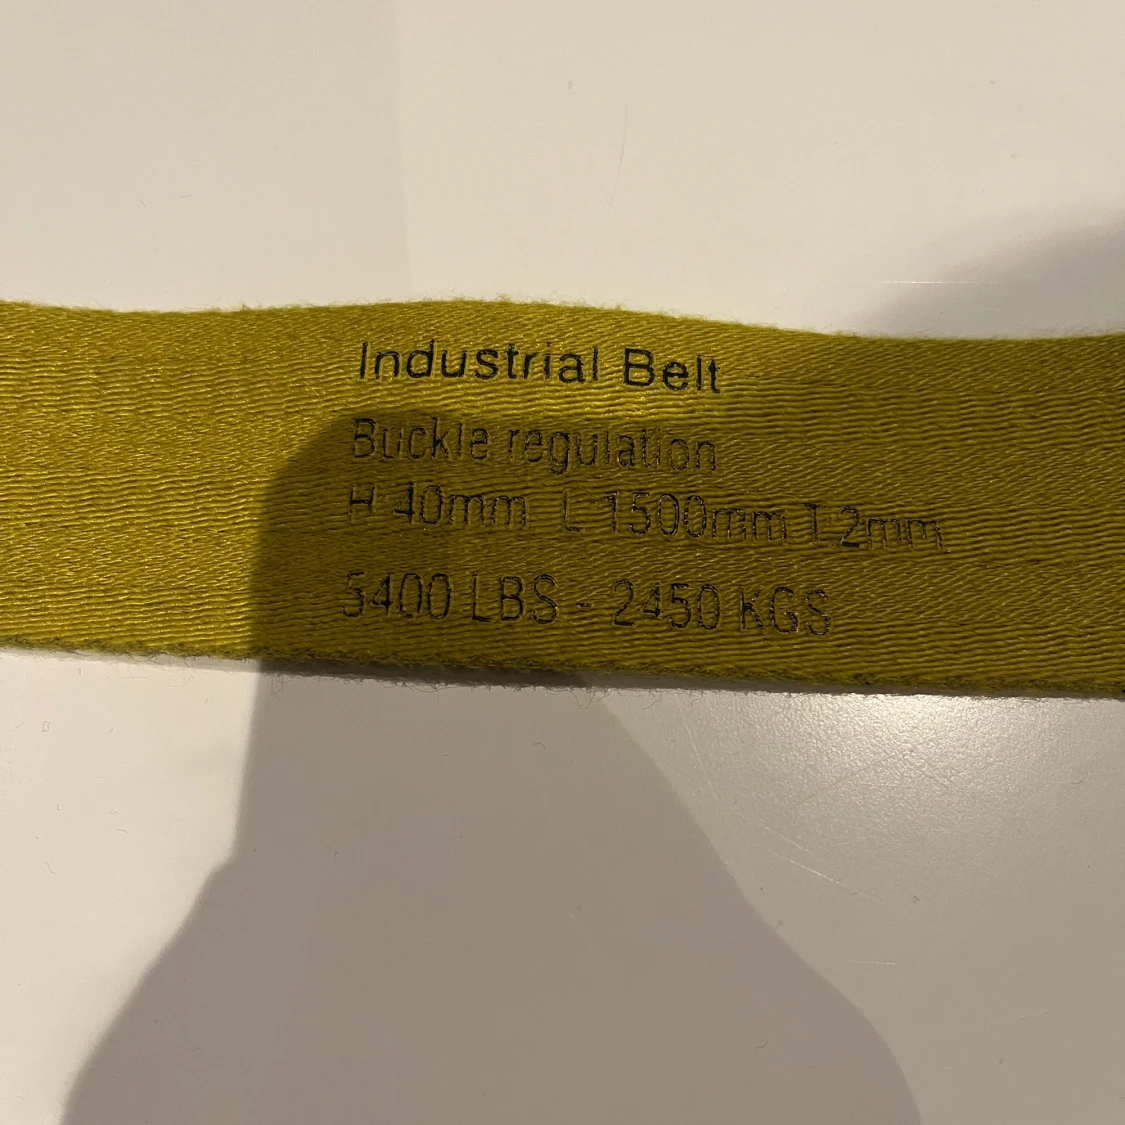 Industrial Belt
Buckle regulation
H 40mm L 1500mm T 2mm
5400 LBS - 2450 KGS